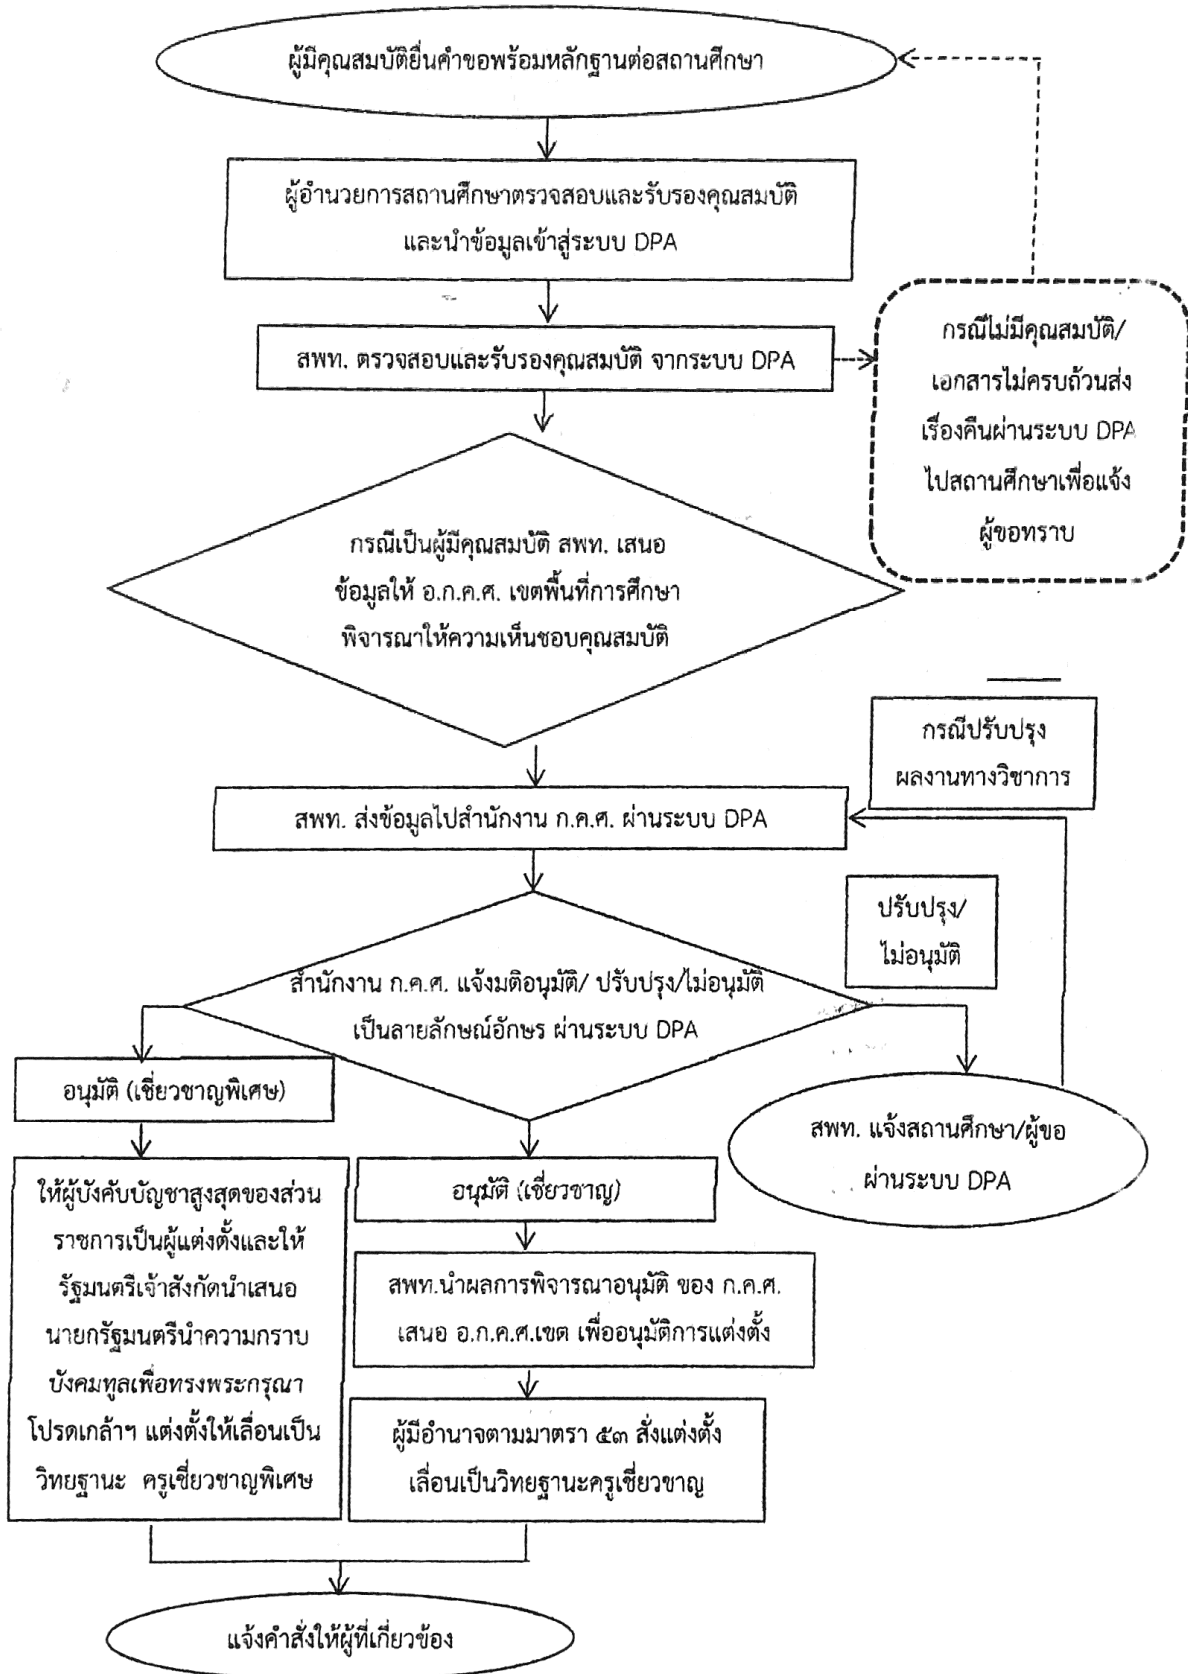 ผู้มีคุณสมบัติยื่นคำขอพร้อมหลักฐานต่อสถานศึกษา
ผู้อำนวยการสถานศึกษาตรวจสอบและรับรองคุณสมบัติ
และนำข้อมูลเข้าสู่ระบบ DPA
สพท. ตรวจสอบและรับรองคุณสมบัติ จากระบบ DPA
กรณีไม่มีคุณสมบัติ/
เอกสารไม่ครบถ้วนส่ง
เรื่องคืนผ่านระบบ DPA
ไปสถานศึกษาเพื่อแจ้ง
ผู้ขอทราบ
กรณีเป็นผู้มีคุณสมบัติ สพท. เสนอ
ข้อมูลให้ อ.ก.ค.ศ. เขตพื้นที่การศึกษา
พิจารณาให้ความเห็นชอบคุณสมบัติ
กรณีปรับปรุง
ผลงานทางวิชาการ
สพท. ส่งข้อมูลไปสำนักงาน ก.ค.ศ. ผ่านระบบ DPA
ปรับปรุง/
ไม่อนุมัติ
สำนักงาน ก.ค.ศ. แจ้งมติอนุมัติ/ ปรับปรุง/ไม่อนุมัติ
เป็นลายลักษณ์อักษร ผ่านระบบ DPA
อนุมัติ (เชี่ยวชาญพิเศษ)
สพท. แจ้งสถานศึกษา/ผู้ขอ
ผ่านระบบ DPA
ให้ผู้บังคับบัญชาสูงสุดของส่วน
ราชการเป็นผู้แต่งตั้งและให้
รัฐมนตรีเจ้าสังกัดนำเสนอ
นายกรัฐมนตรีนำความกราบ
บังคมทูลเพื่อทรงพระกรุณา
โปรดเกล้าฯ แต่งตั้งให้เลื่อนเป็น
วิทยฐานะ ครูเชี่ยวชาญพิเศษ
อนุมัติ (เชี่ยวชาญ)
สพท.นำผลการพิจารณาอนุมัติ ของ ก.ค.ศ.
เสนอ อ.ก.ค.ศ.เขต เพื่ออนุมัติการแต่งตั้ง
ผู้มีอำนาจตามมาตรา ๕๓ สั่งแต่งตั้ง
เลื่อนเป็นวิทยฐานะครูเชี่ยวชาญ
แจ้งคำสั่งให้ผู้ที่เกี่ยวข้อง